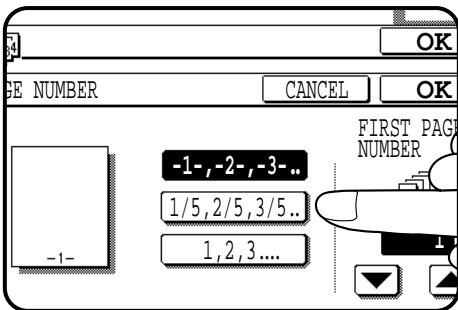 OK
GE NUMBER
CANCEL
OK
FIRST PAG
NUMBER
-1-,-2-,-3-..
1/5,2/5,3/5..
1,2,3....
-1-
1